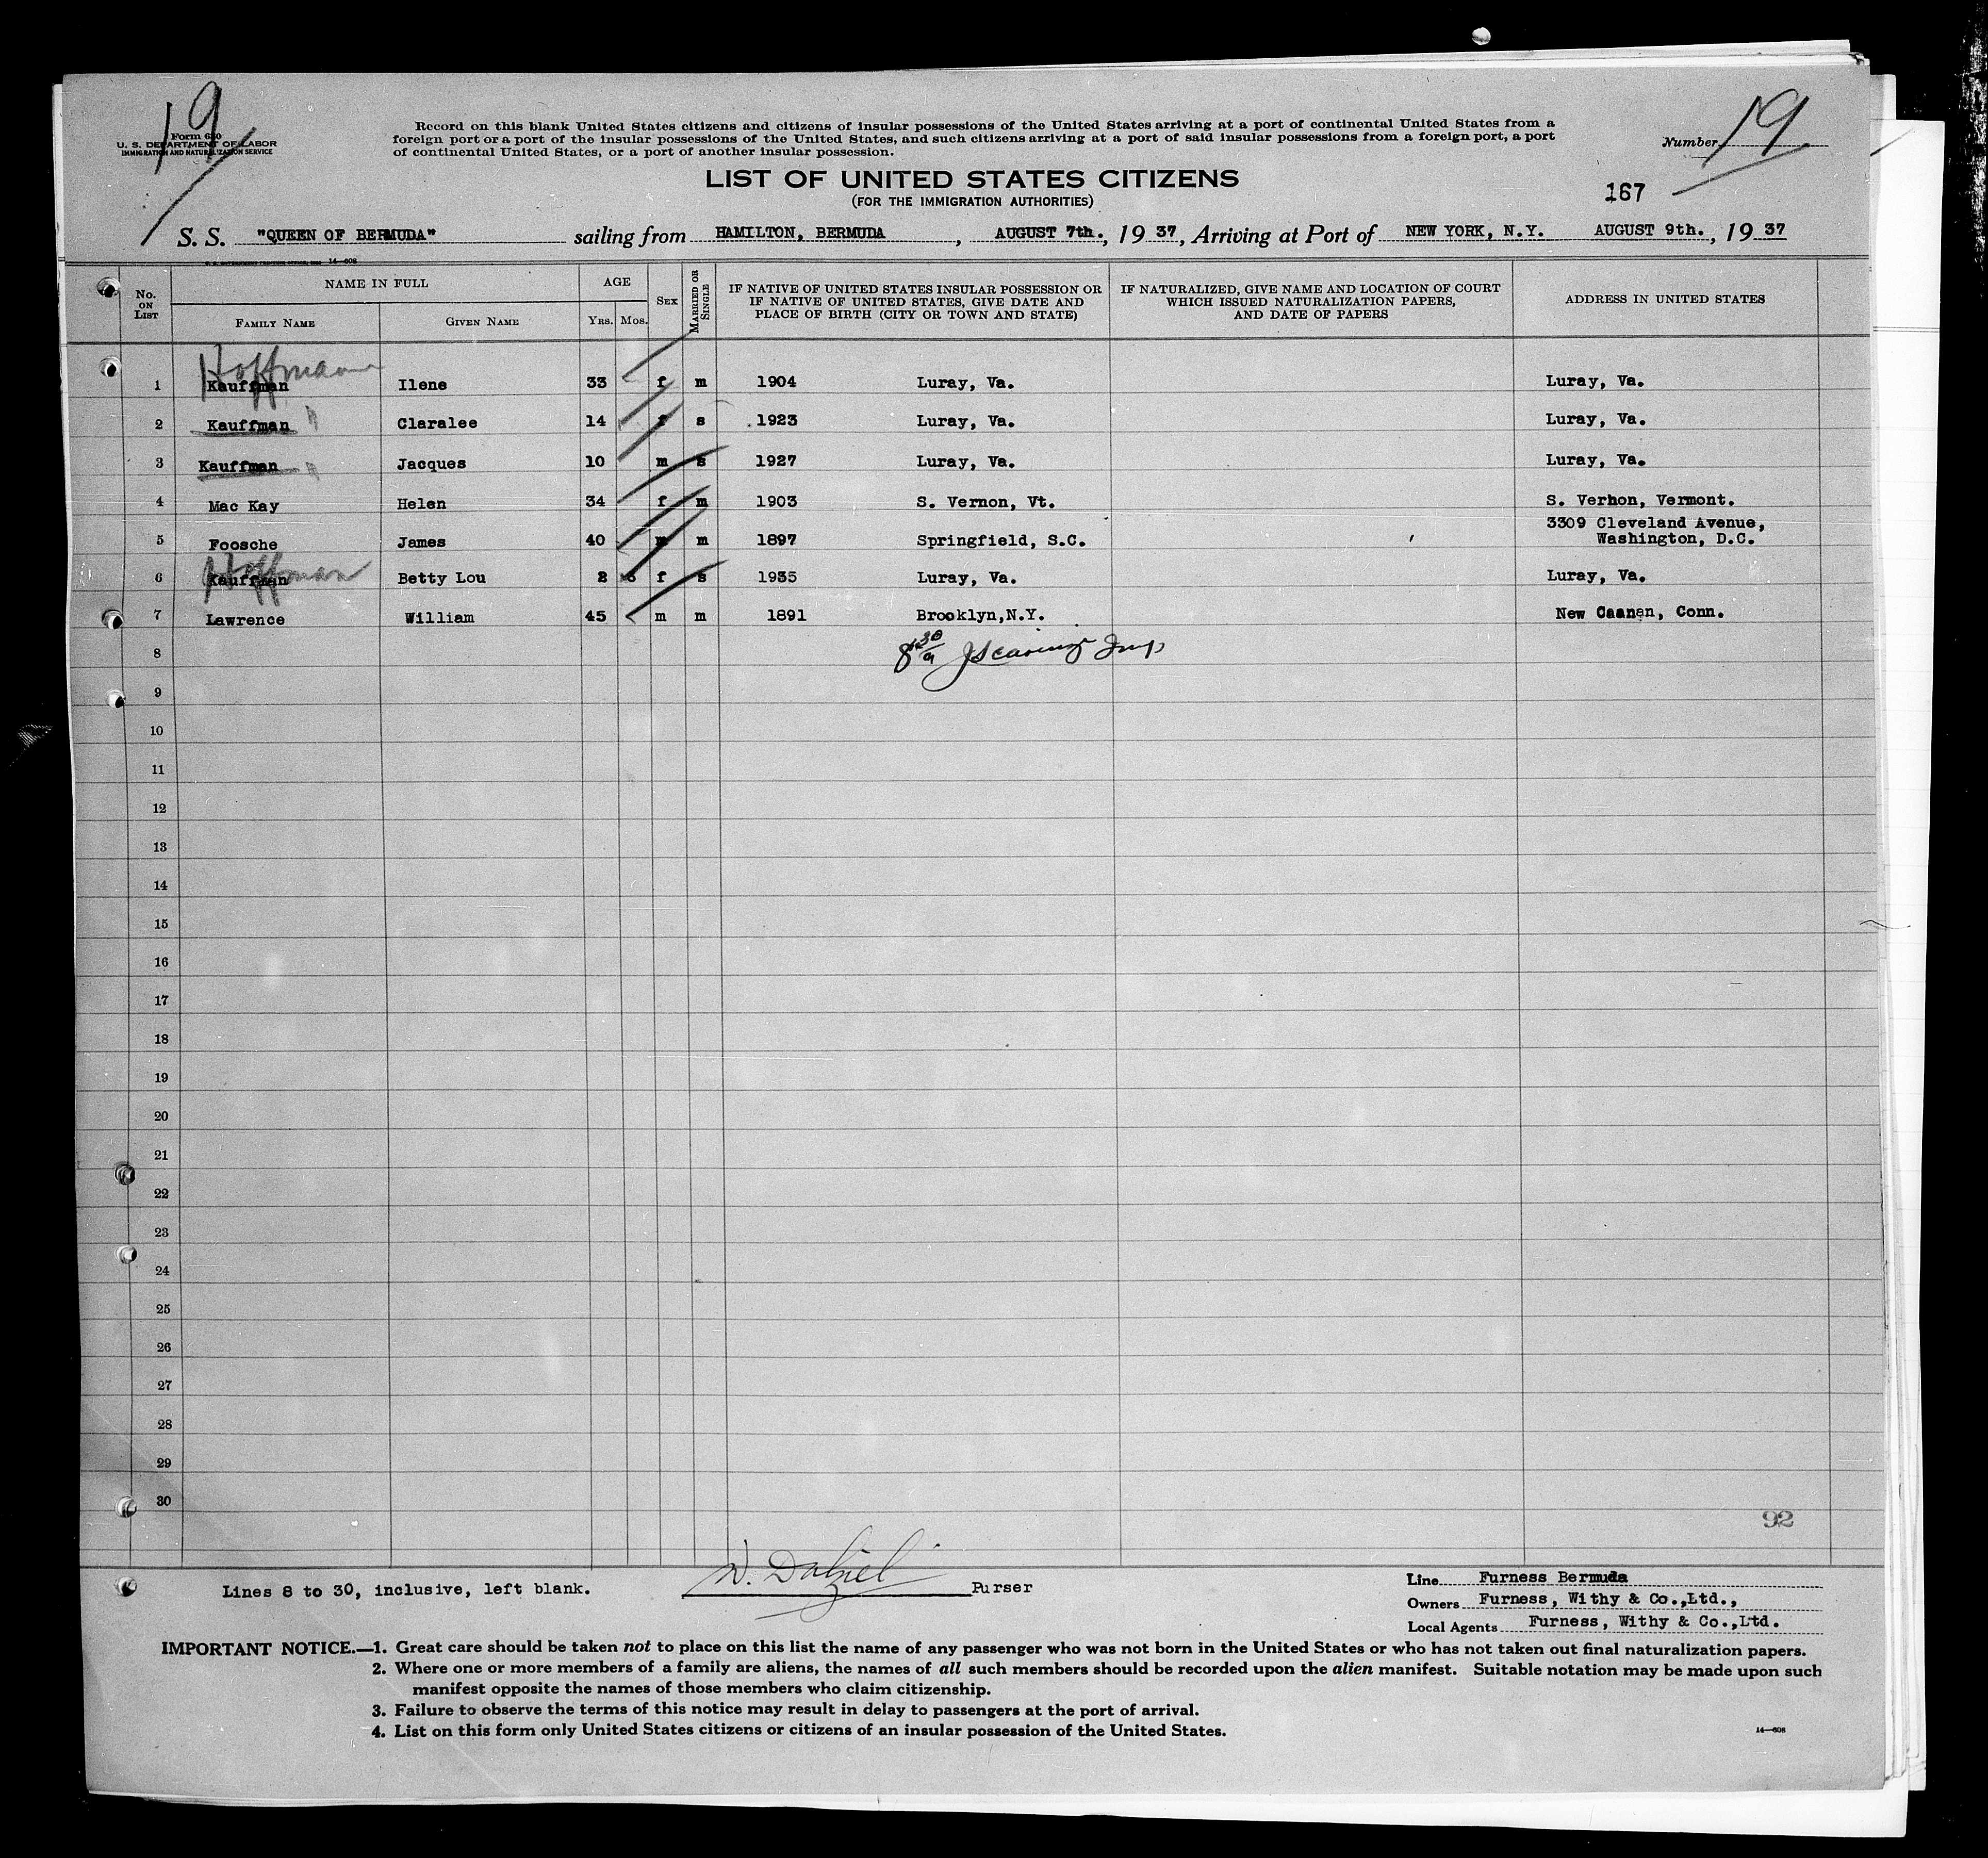 19
Form 630
U. S. DEPARTMENT OF LABOR
IMMIGRATION AND NATURALIZATION SERVICE
Record on this blank United States citizens and citizens of insular possessions of the United States arriving at a port of continental United States from a
foreign port or a port of the insular possessions of the United States, and such citizens arriving at a port of said insular possessions from a foreign port, a port
of continental United States, or a port of another insular possession.
Number 19
LIST OF UNITED STATES CITIZENS
(FOR THE IMMIGRATION AUTHORITIES)
167
S. S. "QUEEN OF BERMUDA" sailing from HAMILTON, BERMUDA, AUGUST 7th., 19 37, Arriving at Port of NEW YORK, N.Y. AUGUST 9th., 19 37
14—608
No. ON LIST
NAME IN FULL
FAMILY NAME GIVEN NAME
AGE
YRS. MOS.
SEX
MARRIED OR SINGLE
IF NATIVE OF UNITED STATES INSULAR POSSESSION OR
IF NATIVE OF UNITED STATES, GIVE DATE AND
PLACE OF BIRTH (CITY OR TOWN AND STATE)
IF NATURALIZED, GIVE NAME AND LOCATION OF COURT
WHICH ISSUED NATURALIZATION PAPERS,
AND DATE OF PAPERS
ADDRESS IN UNITED STATES
Hoffmann
1 Kauffman Ilene 33 f m 1904 Luray, Va. Luray, Va.
2 Kauffman " Claralee 14 f s 1923 Luray, Va. Luray, Va.
3 Kauffman " Jacques 10 m s 1927 Luray, Va. Luray, Va.
4 Mac Kay Helen 34 f m 1903 S. Vernon, Vt. S. Vernon, Vermont.
3309 Cleveland Avenue,
5 Foosche James 40 m m 1897 Springfield, S.C. Washington, D.C.
Hoffman
6 Kauffman Betty Lou 2 6 f s 1935 Luray, Va. Luray, Va.
7 Lawrence William 45 m m 1891 Brooklyn,N.Y. New Caanen, Conn.
8 8 30/a Insp
9
10
11
12
13
14
15
16
17
18
19
20
21
22
23
24
25
26
27
28
29
30
92
Lines 8 to 30, inclusive, left blank.
W. Dalziel Purser
Line Furness Bermuda
Owners Furness, Withy & Co.,Ltd.,
Local Agents Furness, Withy & Co.,Ltd.
IMPORTANT NOTICE.—1. Great care should be taken not to place on this list the name of any passenger who was not born in the United States or who has not taken out final naturalization papers.
2. Where one or more members of a family are aliens, the names of all such members should be recorded upon the alien manifest. Suitable notation may be made upon such
manifest opposite the names of those members who claim citizenship.
3. Failure to observe the terms of this notice may result in delay to passengers at the port of arrival.
4. List on this form only United States citizens or citizens of an insular possession of the United States.
14—608